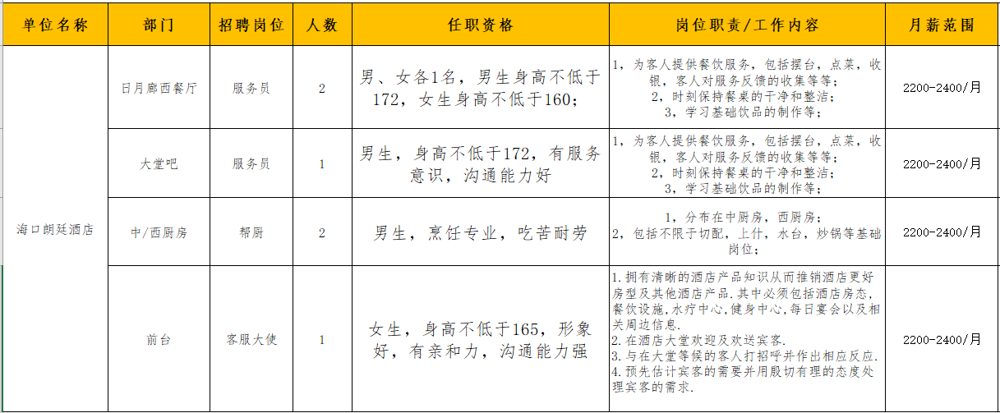 单位名称
部门
招聘岗位
人数
任职资格
岗位职责/工作内容
月薪范围
海口朗廷酒店
日月廊西餐厅
服务员
2
男、女各1名，男生身高不低于
172，女生身高不低于160；
1，为客人提供餐饮服务，包括摆台，点菜，收
银，客人对服务反馈的收集等等；
2，时刻保持餐桌的干净和整洁；
3，学习基础饮品的制作等；
2200-2400/月
大堂吧
服务员
1
男生，身高不低于172，有服务
意识，沟通能力好
1，为客人提供餐饮服务，包括摆台，点菜，收
银，客人对服务反馈的收集等等；
2，时刻保持餐桌的干净和整洁；
3，学习基础饮品的制作等；
2200-2400/月
中/西厨房
帮厨
2
男生，烹饪专业，吃苦耐劳
1，分布在中厨房，西厨房；
2，包括不限于切配，上什，水台，炒锅等基础
岗位；
2200-2400/月
前台
客服大使
1
女生，身高不低于165，形象
好，有亲和力，沟通能力强
1.拥有清晰的酒店产品知识从而推销酒店更好
房型及其他酒店产品.其中必须包括酒店房态,
餐饮设施,水疗中心,健身中心,每日宴会以及相
关周边信息.
2.在酒店大堂欢迎及欢送宾客.
3.与在大堂等候的客人打招呼并作出相应反应.
4.预先估计宾客的需要并用殷切有理的态度处
理宾客的需求.
2200-2400/月